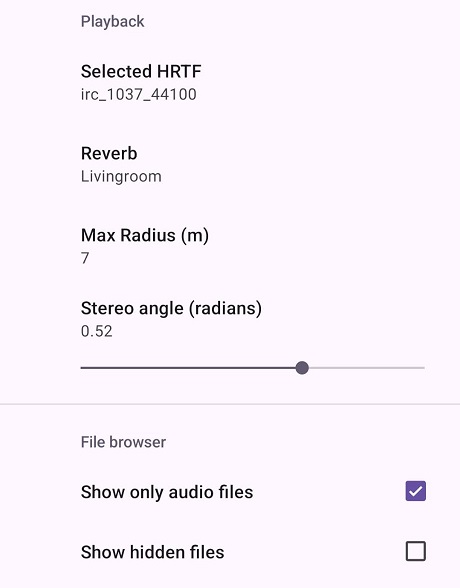 Playback
Selected HRTF
irc_1037_44100
Reverb
Livingroom
Max Radius (m)
7
Stereo angle (radians)
0.52
File browser
Show only audio files
Show hidden files